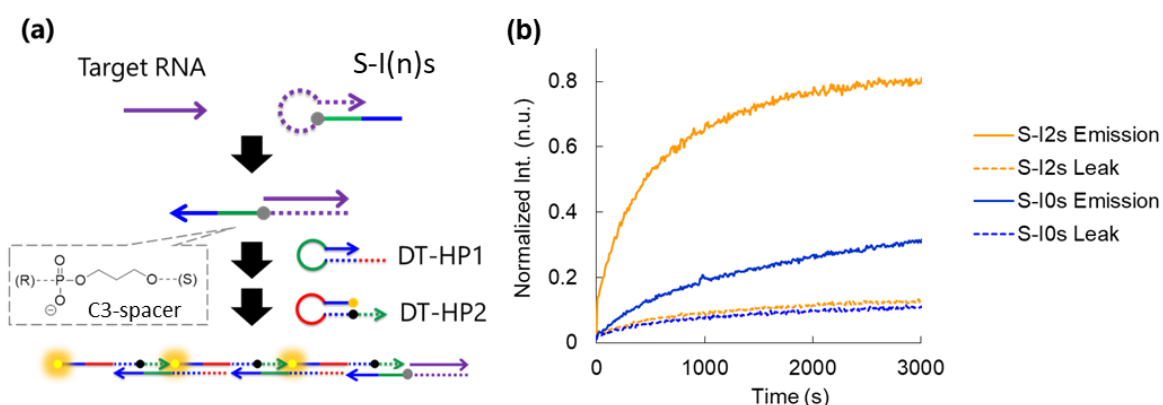 (a)
Target RNA
S-I(n)s
DT-HP1
DT-HP2
(R)
P
O
O
O
O
(S)
C3-spacer
(b)
Normalized Int. (n.u.)
0.8
0.6
0.4
0.2
0
0
1000
2000
3000
Time (s)
S-I2s Emission
S-I2s Leak
S-I0s Emission
S-I0s Leak